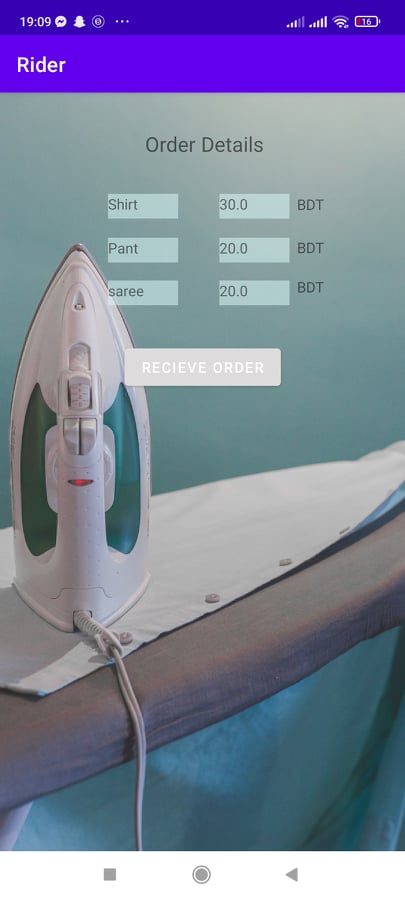 19:09
16
Rider
Order Details
Shirt 30.0 BDT
Pant 20.0 BDT
saree 20.0 BDT
RECIEVE ORDER